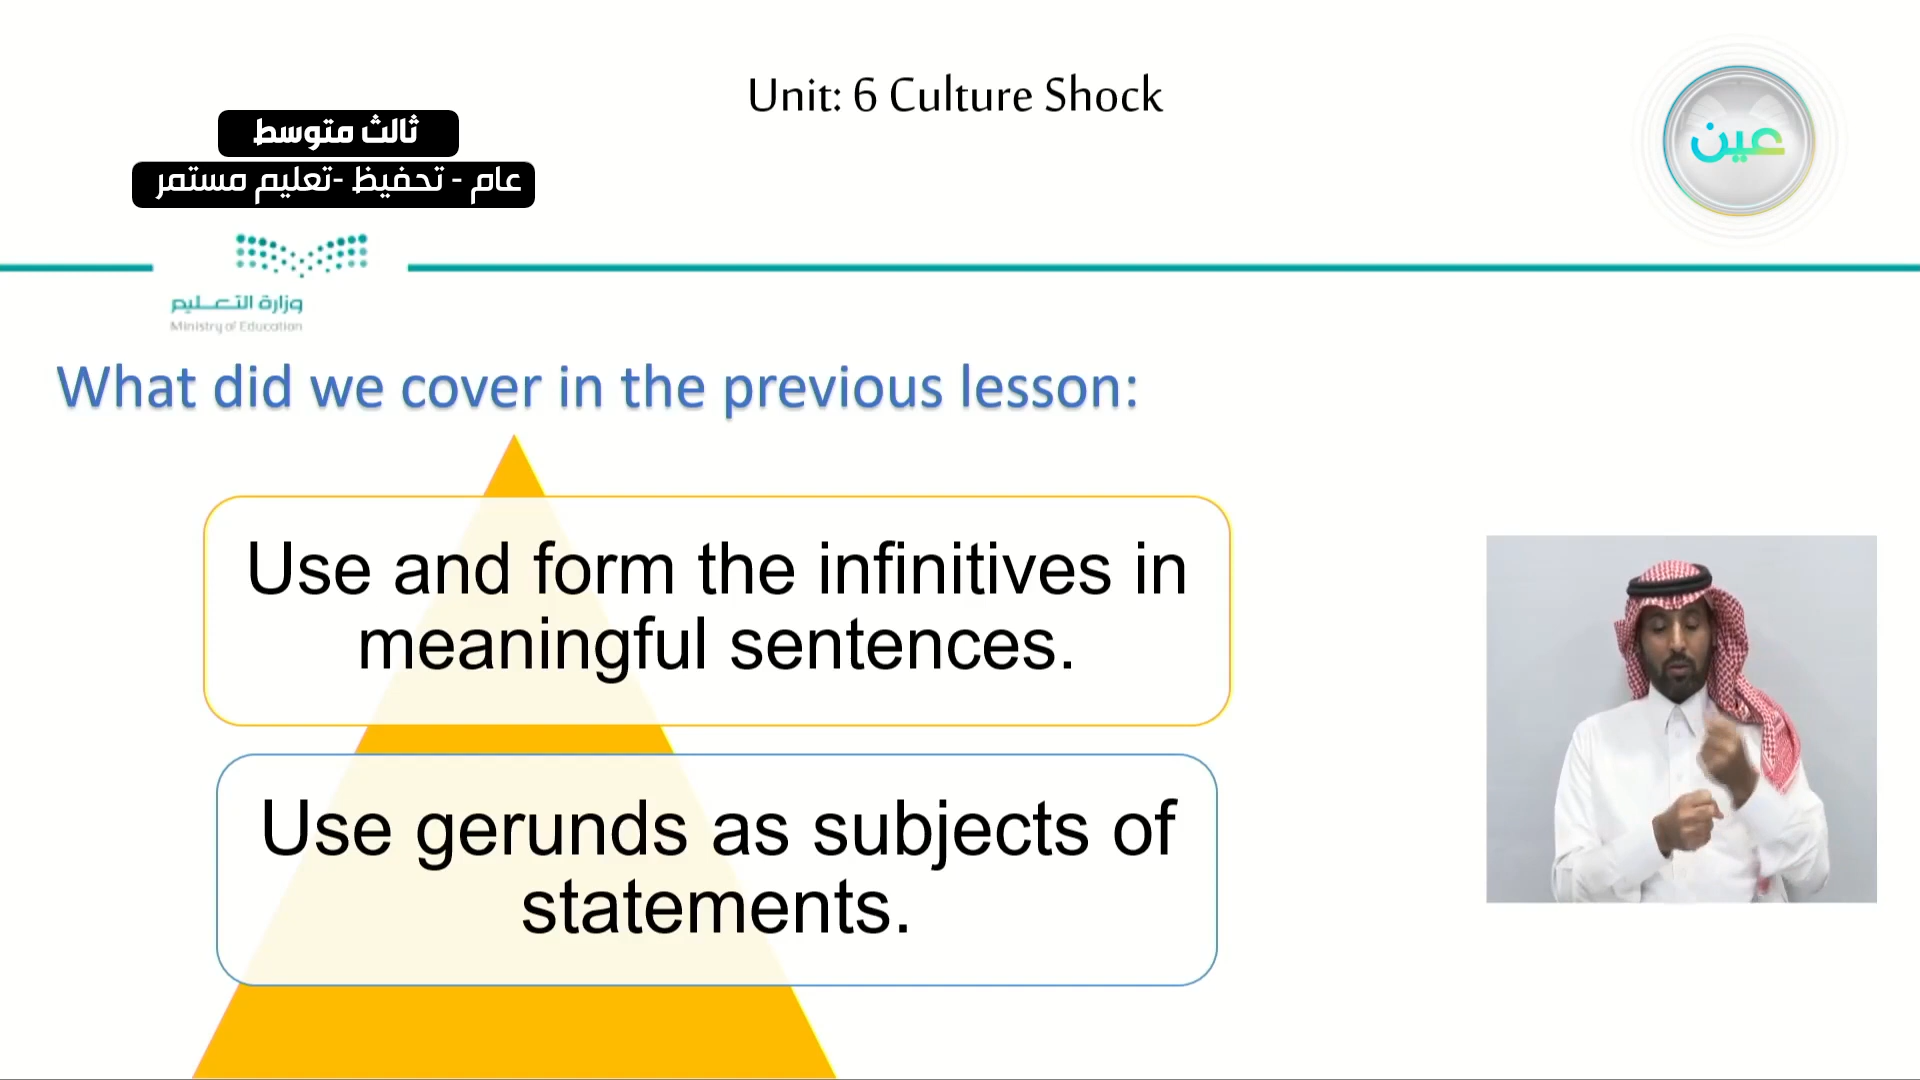 Unit: 6 Culture Shock
ثالث متوسط
عام - تحفيظ -تعليم مستمر
عين
وزارة التعليم
Ministry of Education
What did we cover in the previous lesson:
Use and form the infinitives in
meaningful sentences.
Use gerunds as subjects of
statements.